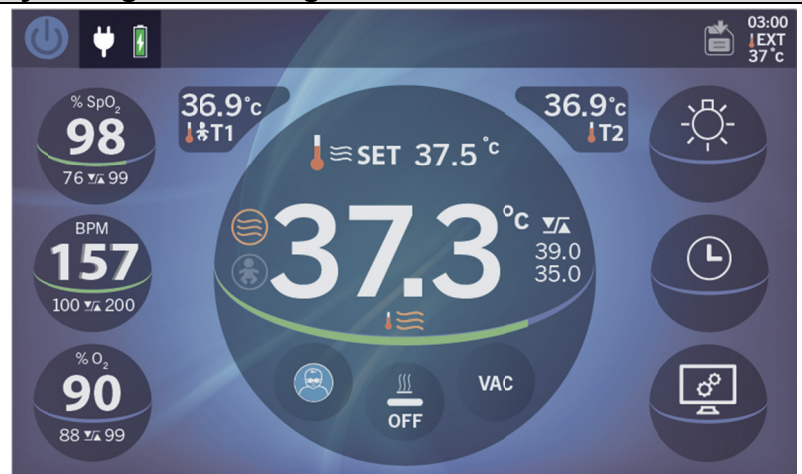 03:00
EXT
37°c
% SpO₂
98
76 99
36.9°c
T1
36.9°c
T2
SET 37.5°c
37.3°c
39.0
35.0
BPM
157
100 200
% O₂
90
88 99
OFF
VAC